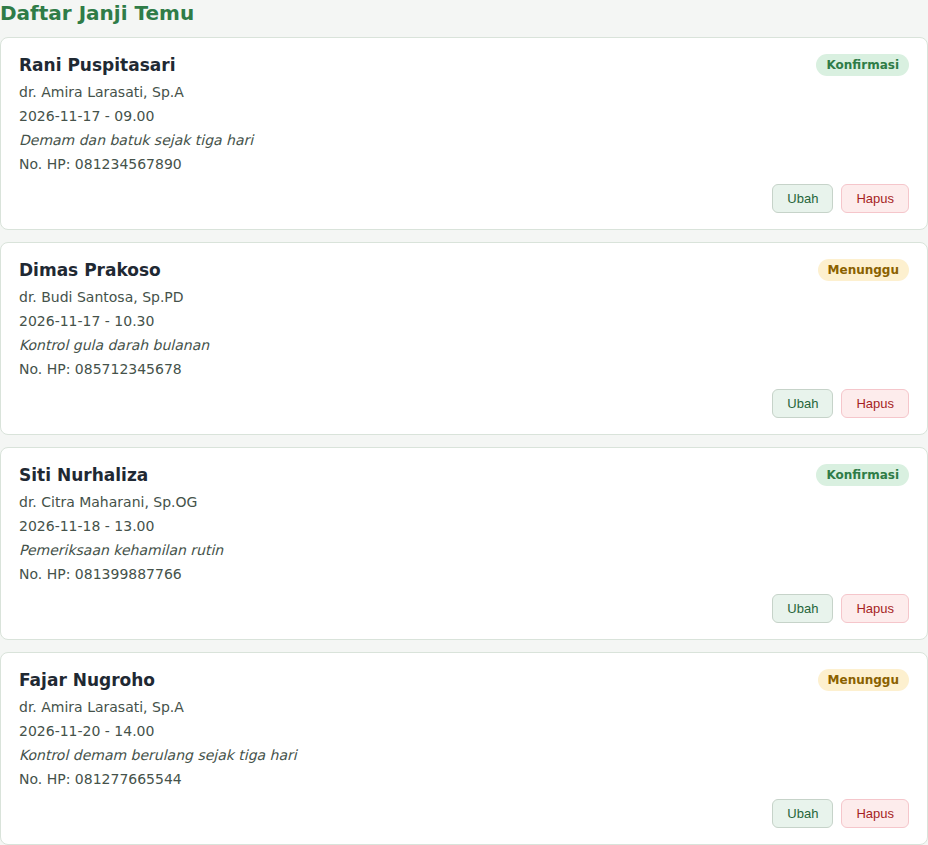 Daftar Janji Temu
Rani Puspitasari
Konfirmasi
dr. Amira Larasati, Sp.A
2026-11-17 - 09.00
Demam dan batuk sejak tiga hari
No. HP: 081234567890
Ubah
Hapus
Dimas Prakoso
Menunggu
dr. Budi Santosa, Sp.PD
2026-11-17 - 10.30
Kontrol gula darah bulanan
No. HP: 085712345678
Ubah
Hapus
Siti Nurhaliza
Konfirmasi
dr. Citra Maharani, Sp.OG
2026-11-18 - 13.00
Pemeriksaan kehamilan rutin
No. HP: 081399887766
Ubah
Hapus
Fajar Nugroho
Menunggu
dr. Amira Larasati, Sp.A
2026-11-20 - 14.00
Kontrol demam berulang sejak tiga hari
No. HP: 081277665544
Ubah
Hapus